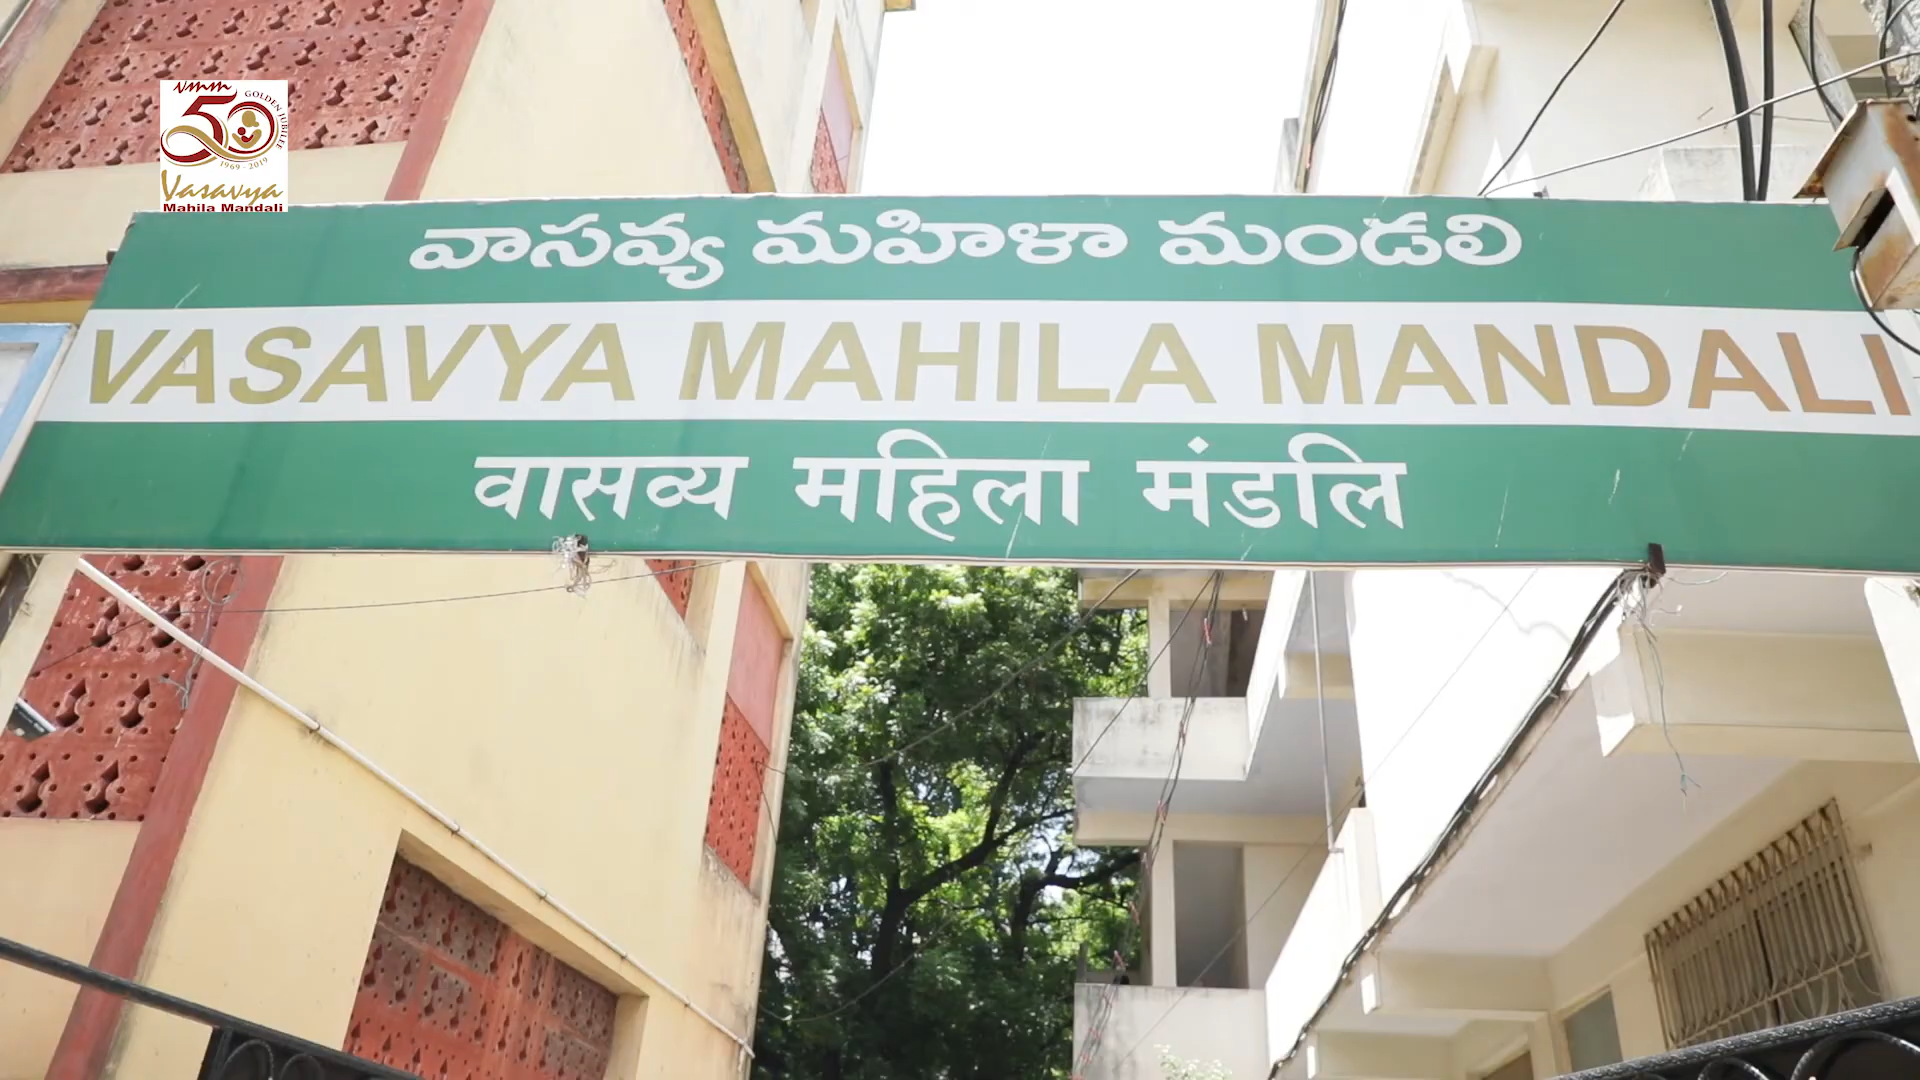 vmm
50
GOLDEN JUBILEE
1969 - 2019
Vasavya
Mahila Mandali
వాసవ్య మహిళా మండలి
VASAVYA MAHILA MANDALI
वासव्य महिला मंडलि